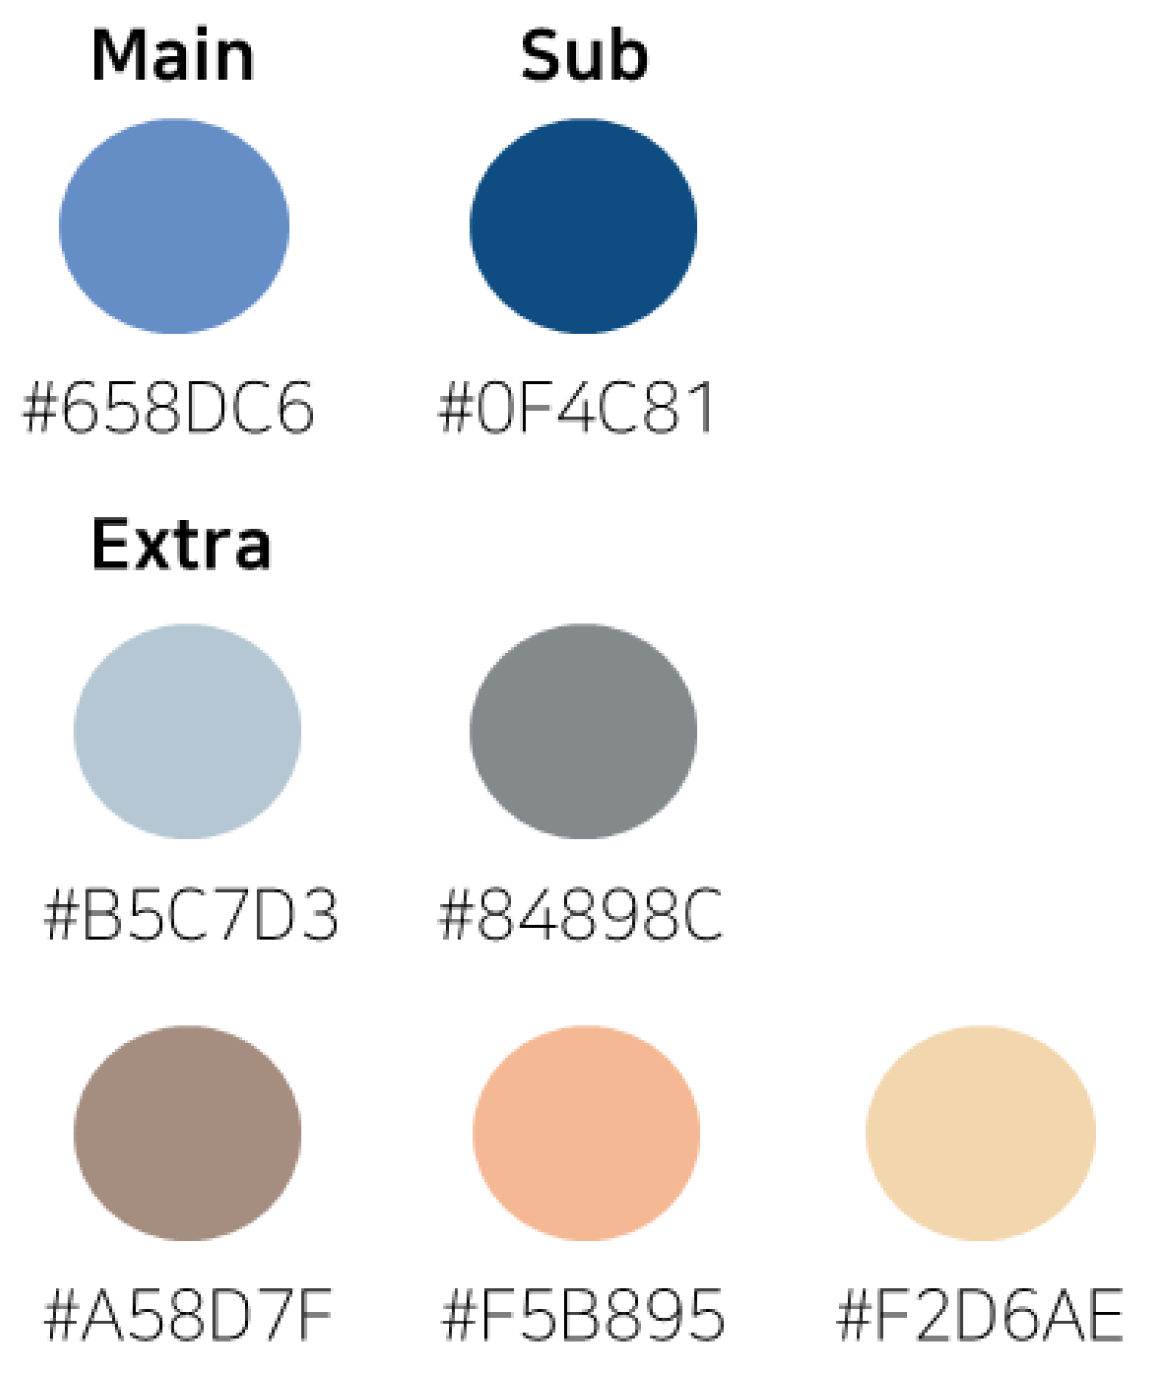 Main Sub
#658DC6 #0F4C81
Extra
#B5C7D3 #84898C
#A58D7F #F5B895 #F2D6AE